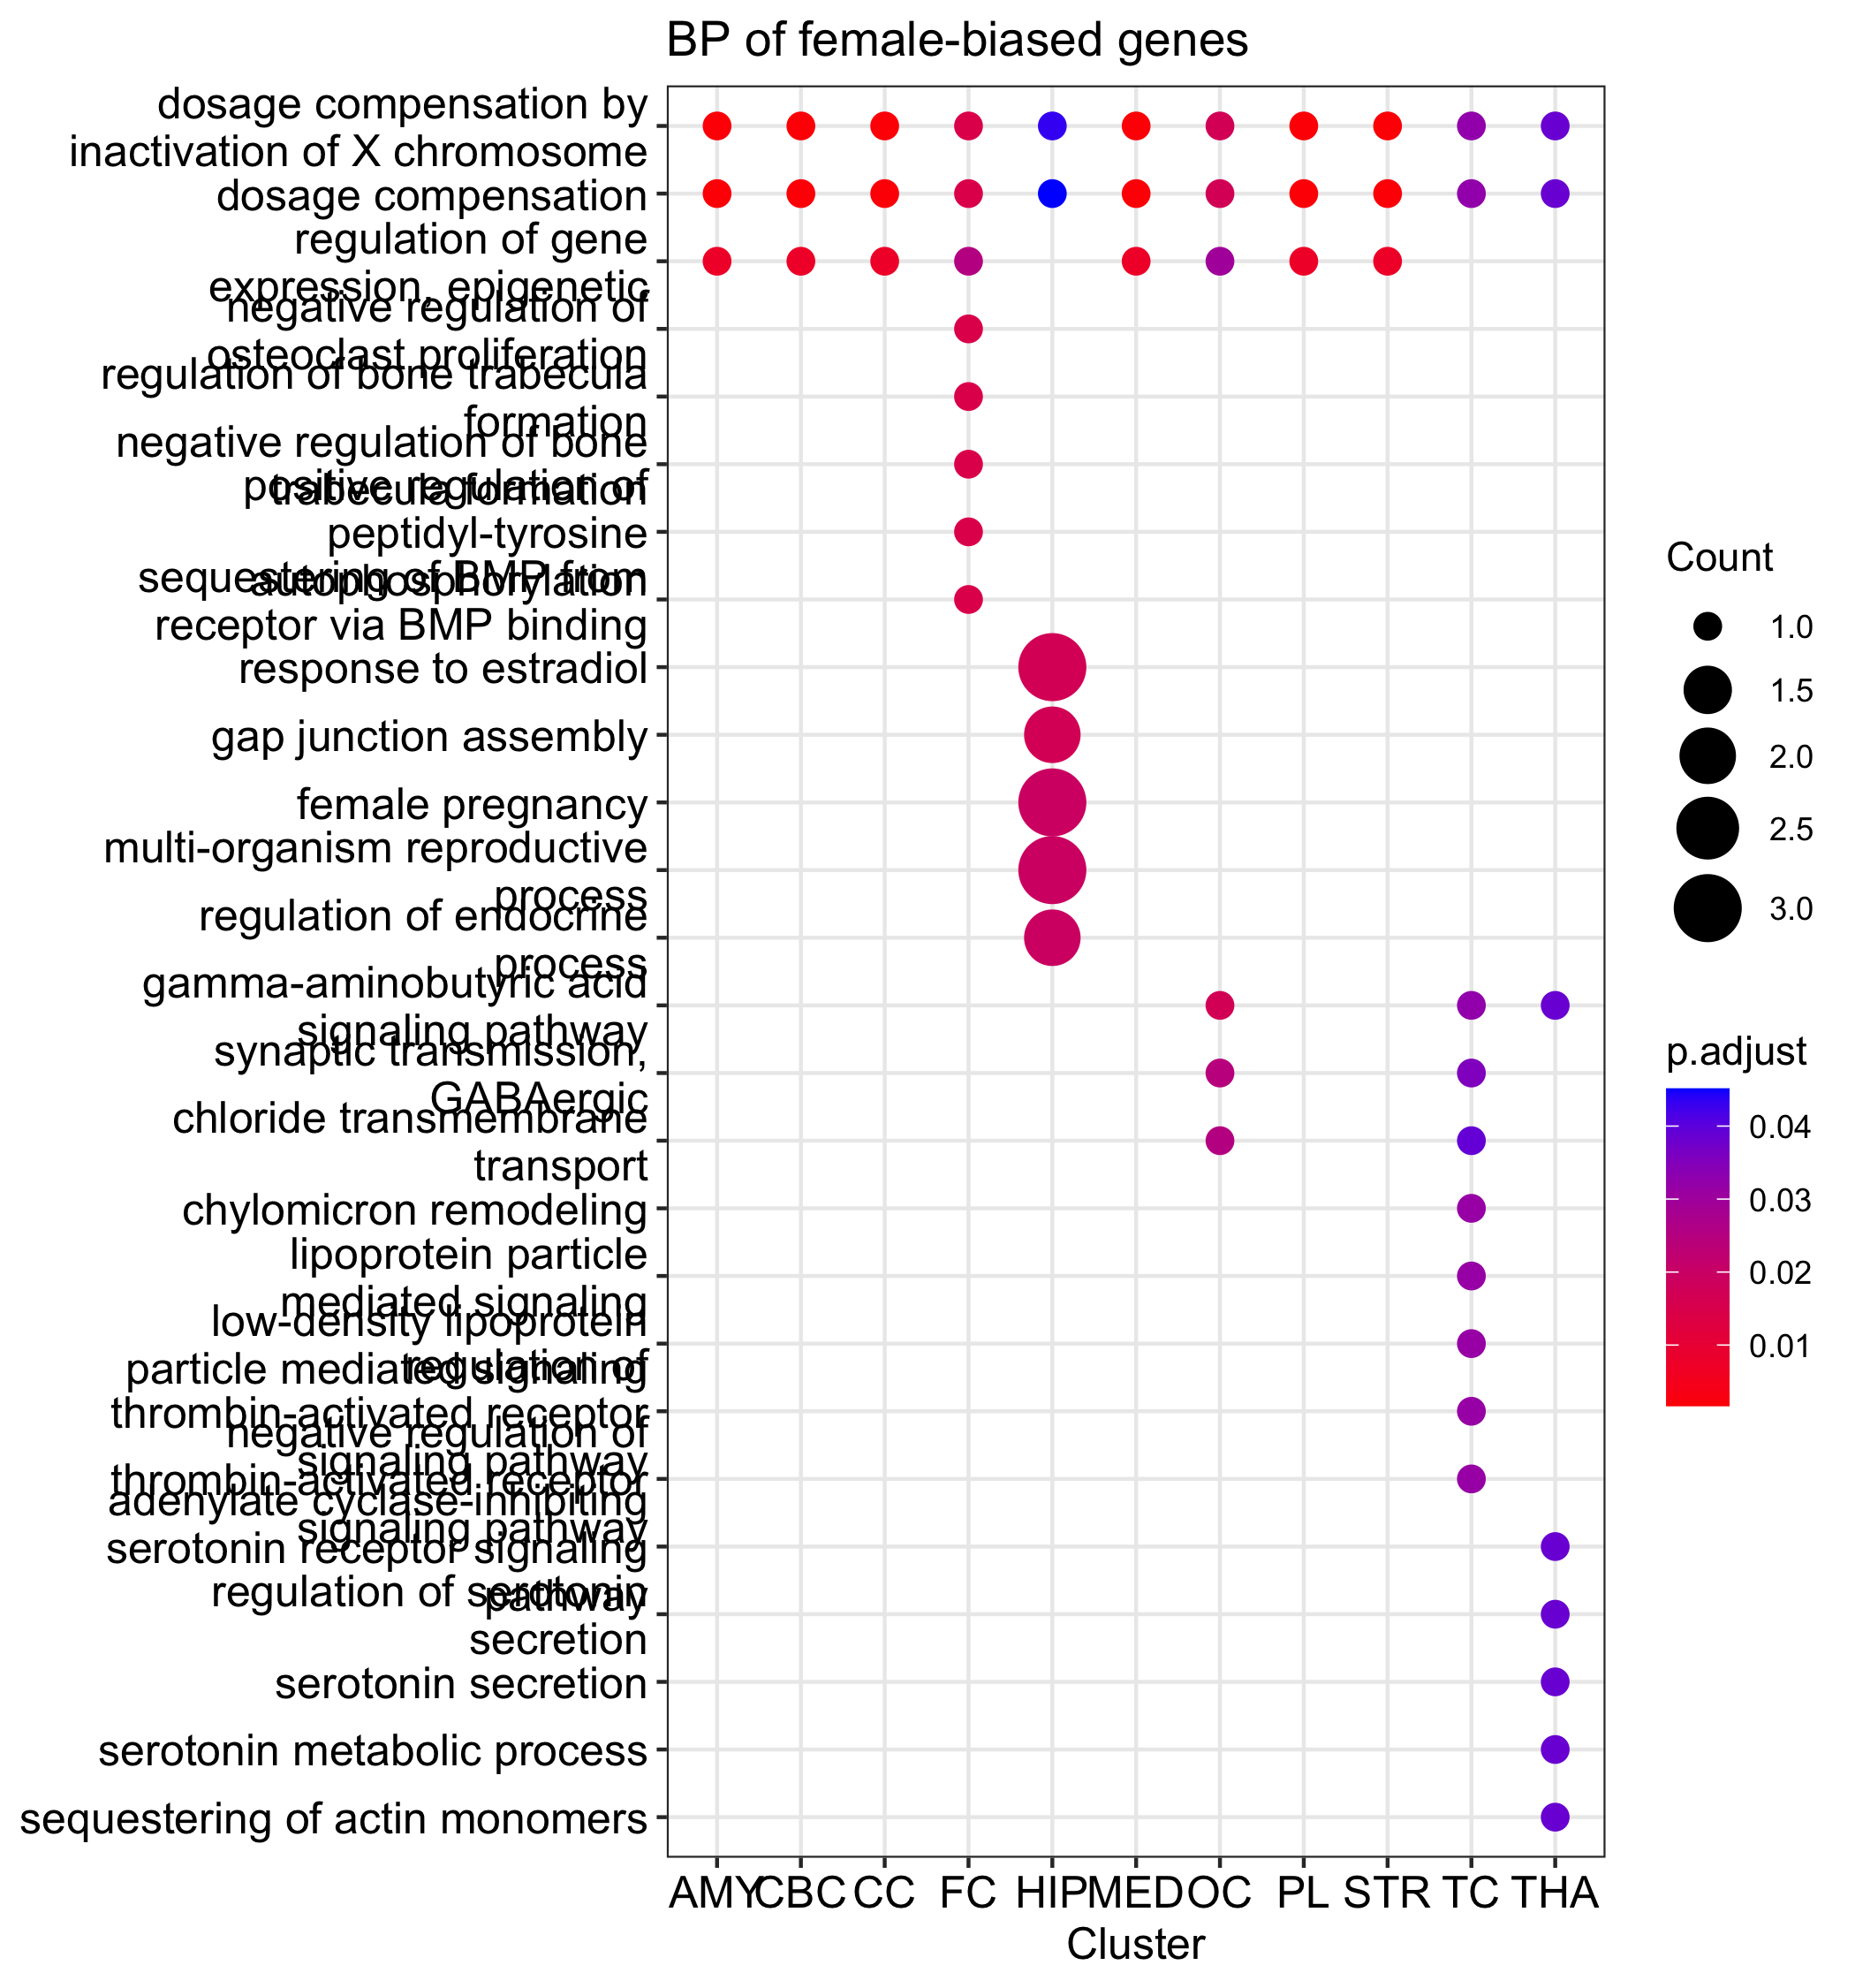 BP of female-biased genes
dosage compensation by
inactivation of X chromosome
dosage compensation
regulation of gene
expression, epigenetic
negative regulation of
osteoclast proliferation
regulation of bone trabecula
formation
negative regulation of bone
trabecula formation
positive regulation of
peptidyl-tyrosine
autophosphorylation
sequestering of BMP from
receptor via BMP binding
response to estradiol
gap junction assembly
female pregnancy
multi-organism reproductive
process
regulation of endocrine
process
gamma-aminobutyric acid
signaling pathway
synaptic transmission,
GABAergic
chloride transmembrane
transport
chylomicron remodeling
lipoprotein particle
mediated signaling
low-density lipoprotein
particle mediated signaling
regulation of
thrombin-activated receptor
signaling pathway
negative regulation of
thrombin-activated receptor
signaling pathway
adenylate cyclase-inhibiting
serotonin receptor signaling
pathway
regulation of serotonin
secretion
serotonin secretion
serotonin metabolic process
sequestering of actin monomers
AMY CBC CC FC HIP MED OC PL STR TC THA
Cluster
Count
1.0
1.5
2.0
2.5
3.0
p.adjust
0.04
0.03
0.02
0.01